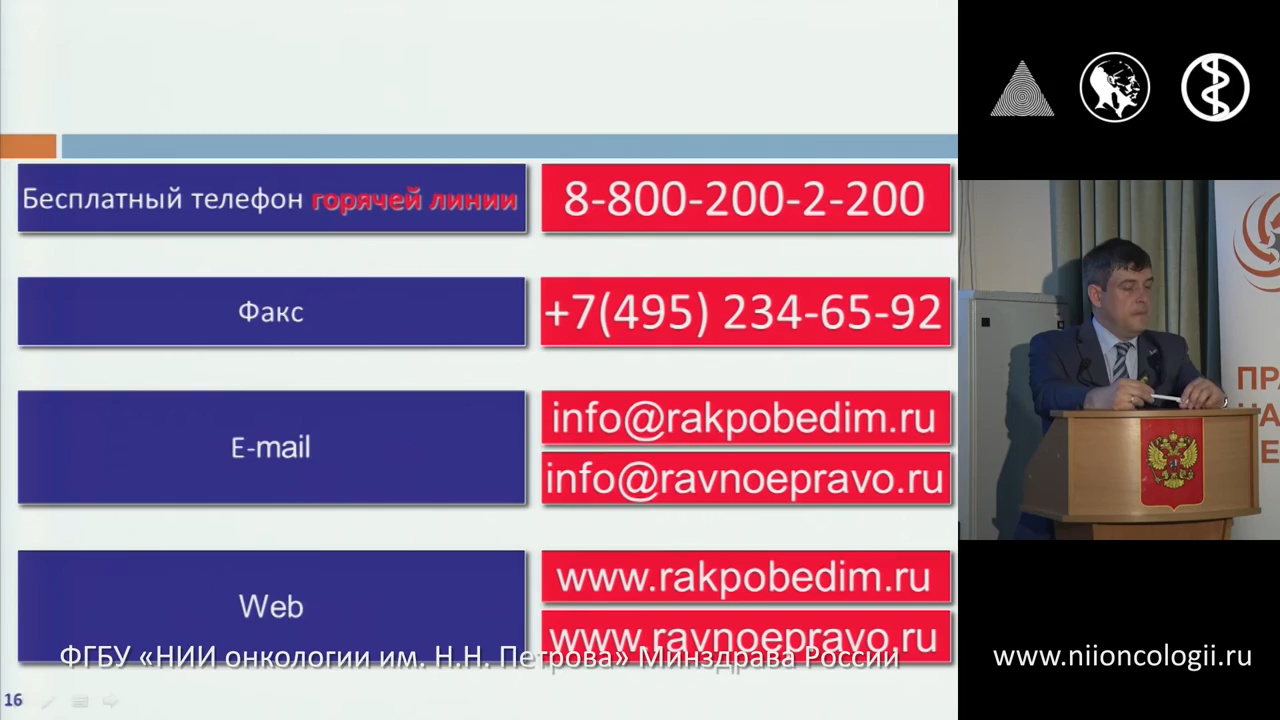 Бесплатный телефон горячей линии
8-800-200-2-200
Факс
+7(495) 234-65-92
E-mail
info@rakpobedim.ru
info@ravnoepravo.ru
Web
www.rakpobedim.ru
www.ravnoepravo.ru
ФГБУ «НИИ онкологии им. Н.Н. Петрова» Минздрава России
16
www.niioncologii.ru